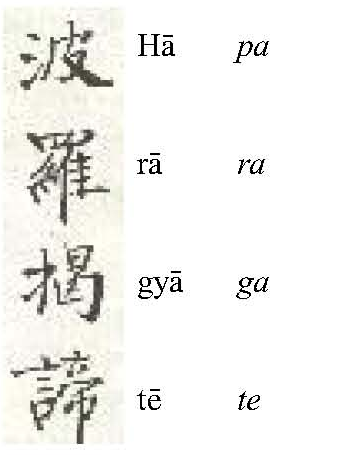 波 Hā pa
羅 rā ra
揭 gyā ga
諦 tē te